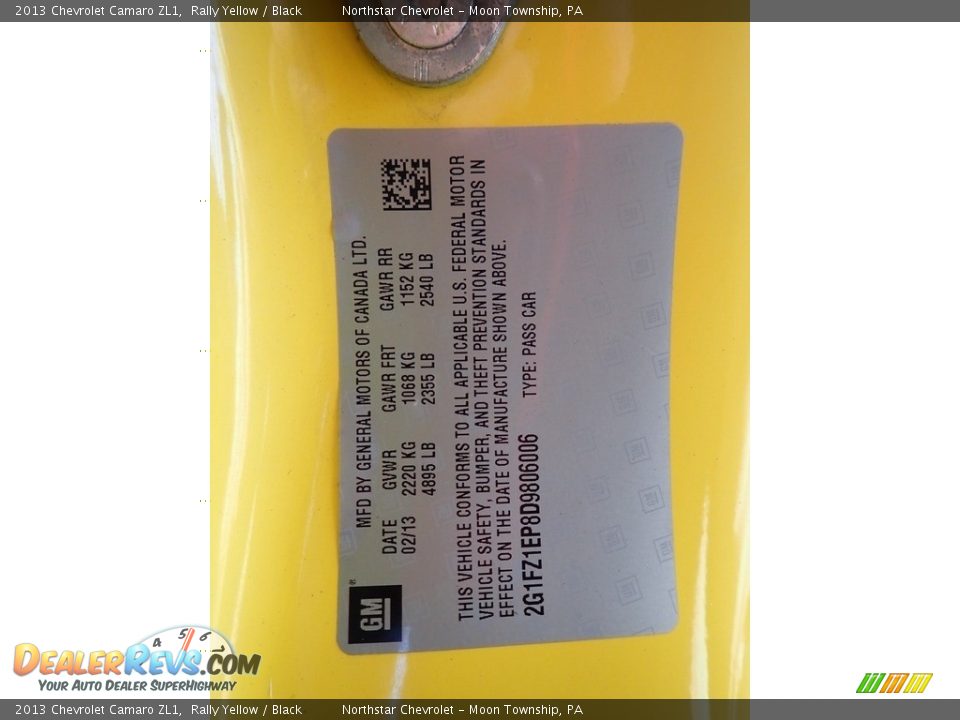 2013 Chevrolet Camaro ZL1, Rally Yellow / Black Northstar Chevrolet - Moon Township, PA
MFD BY GENERAL MOTORS OF CANADA LTD.
DATE GVWR GAWR FRT GAWR RR
02/13 2220 KG 1068 KG 1152 KG
4895 LB 2355 LB 2540 LB
GM®
THIS VEHICLE CONFORMS TO ALL APPLICABLE U.S. FEDERAL MOTOR
VEHICLE SAFETY, BUMPER, AND THEFT PREVENTION STANDARDS IN
EFFECT ON THE DATE OF MANUFACTURE SHOWN ABOVE.
2G1FZ1EP8D9806006 TYPE: PASS CAR
4 5 6
DEALERREVS.COM
YOUR AUTO DEALER SUPERHIGHWAY
2013 Chevrolet Camaro ZL1, Rally Yellow / Black Northstar Chevrolet - Moon Township, PA